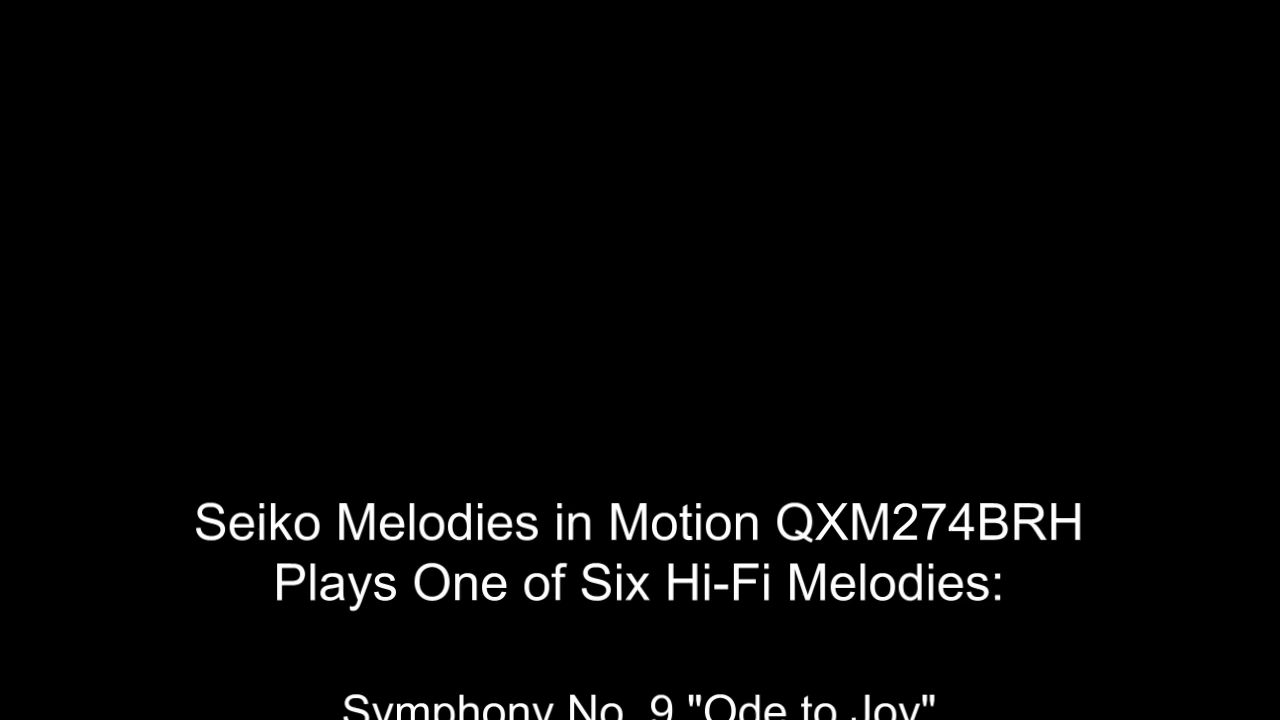 Seiko Melodies in Motion QXM274BRH
Plays One of Six Hi-Fi Melodies:
Symphony No. 9 "Ode to Joy"